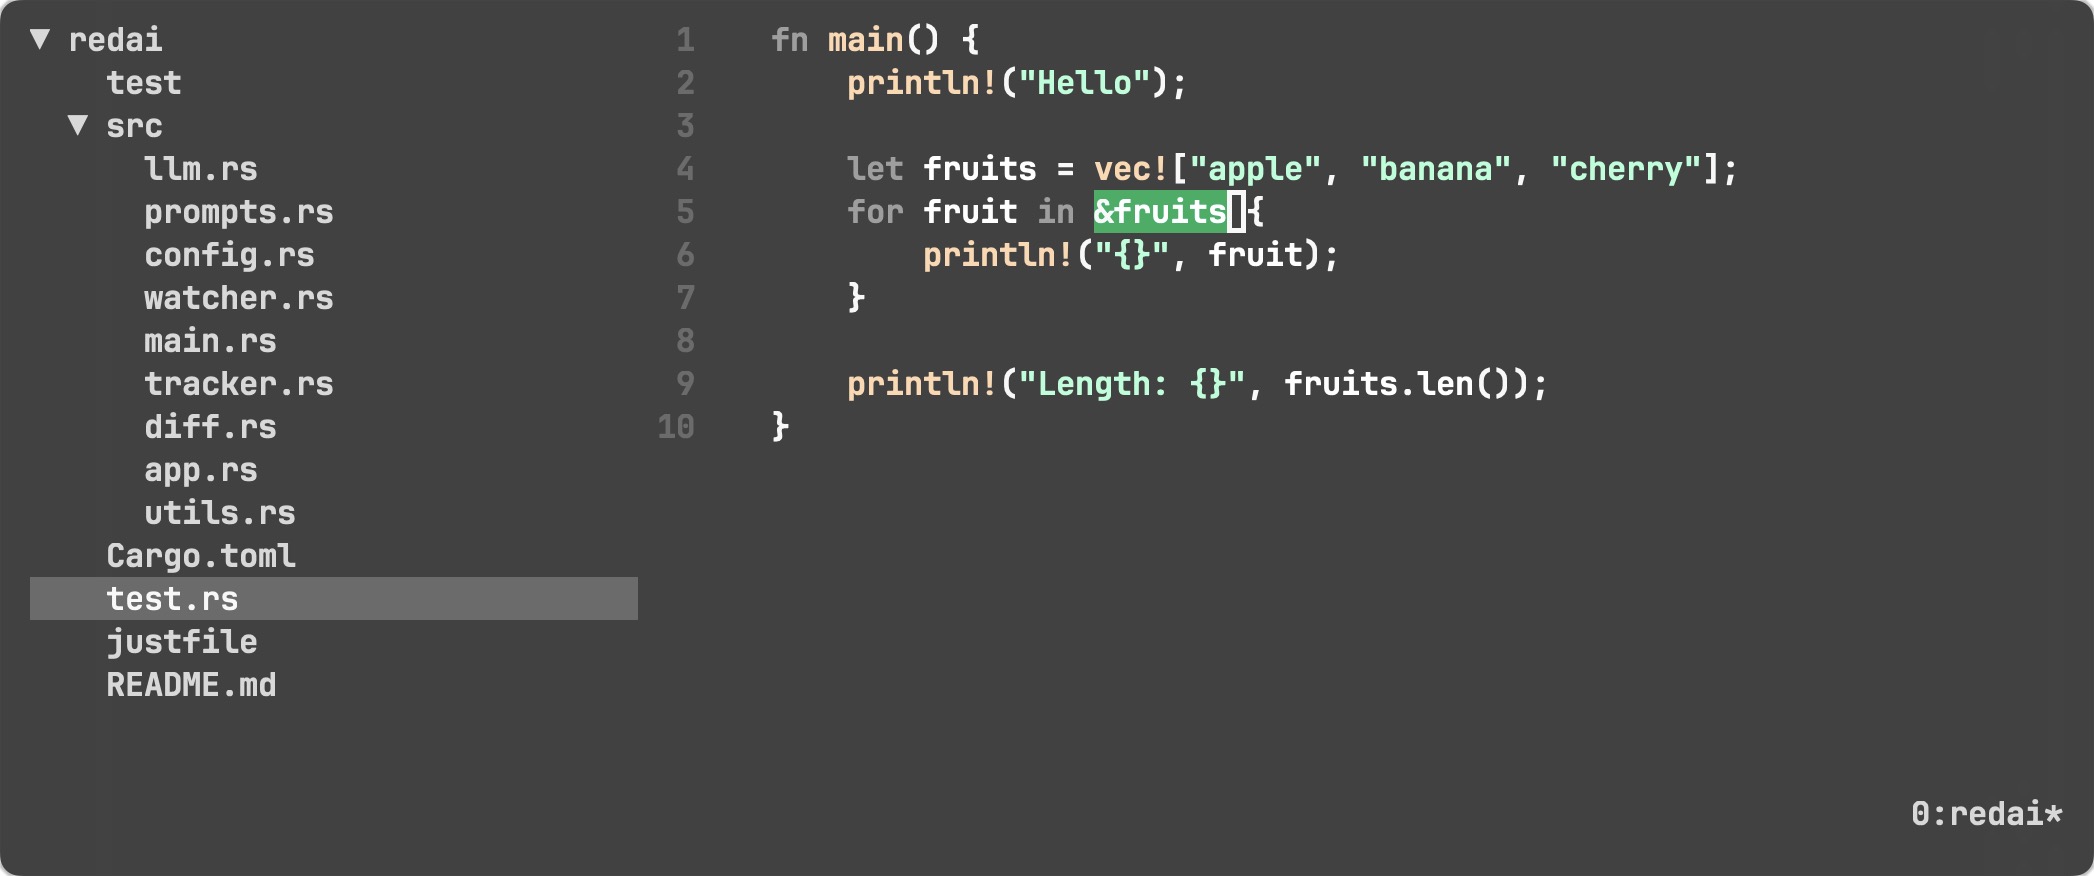 ▼ redai
test
▼ src
llm.rs
prompts.rs
config.rs
watcher.rs
main.rs
tracker.rs
diff.rs
app.rs
utils.rs
Cargo.toml
test.rs
justfile
README.md
1 fn main() {
2     println!("Hello");
3
4     let fruits = vec!["apple", "banana", "cherry"];
5     for fruit in &fruits {
6         println!("{}", fruit);
7     }
8
9     println!("Length: {}", fruits.len());
10 }
0:redai*